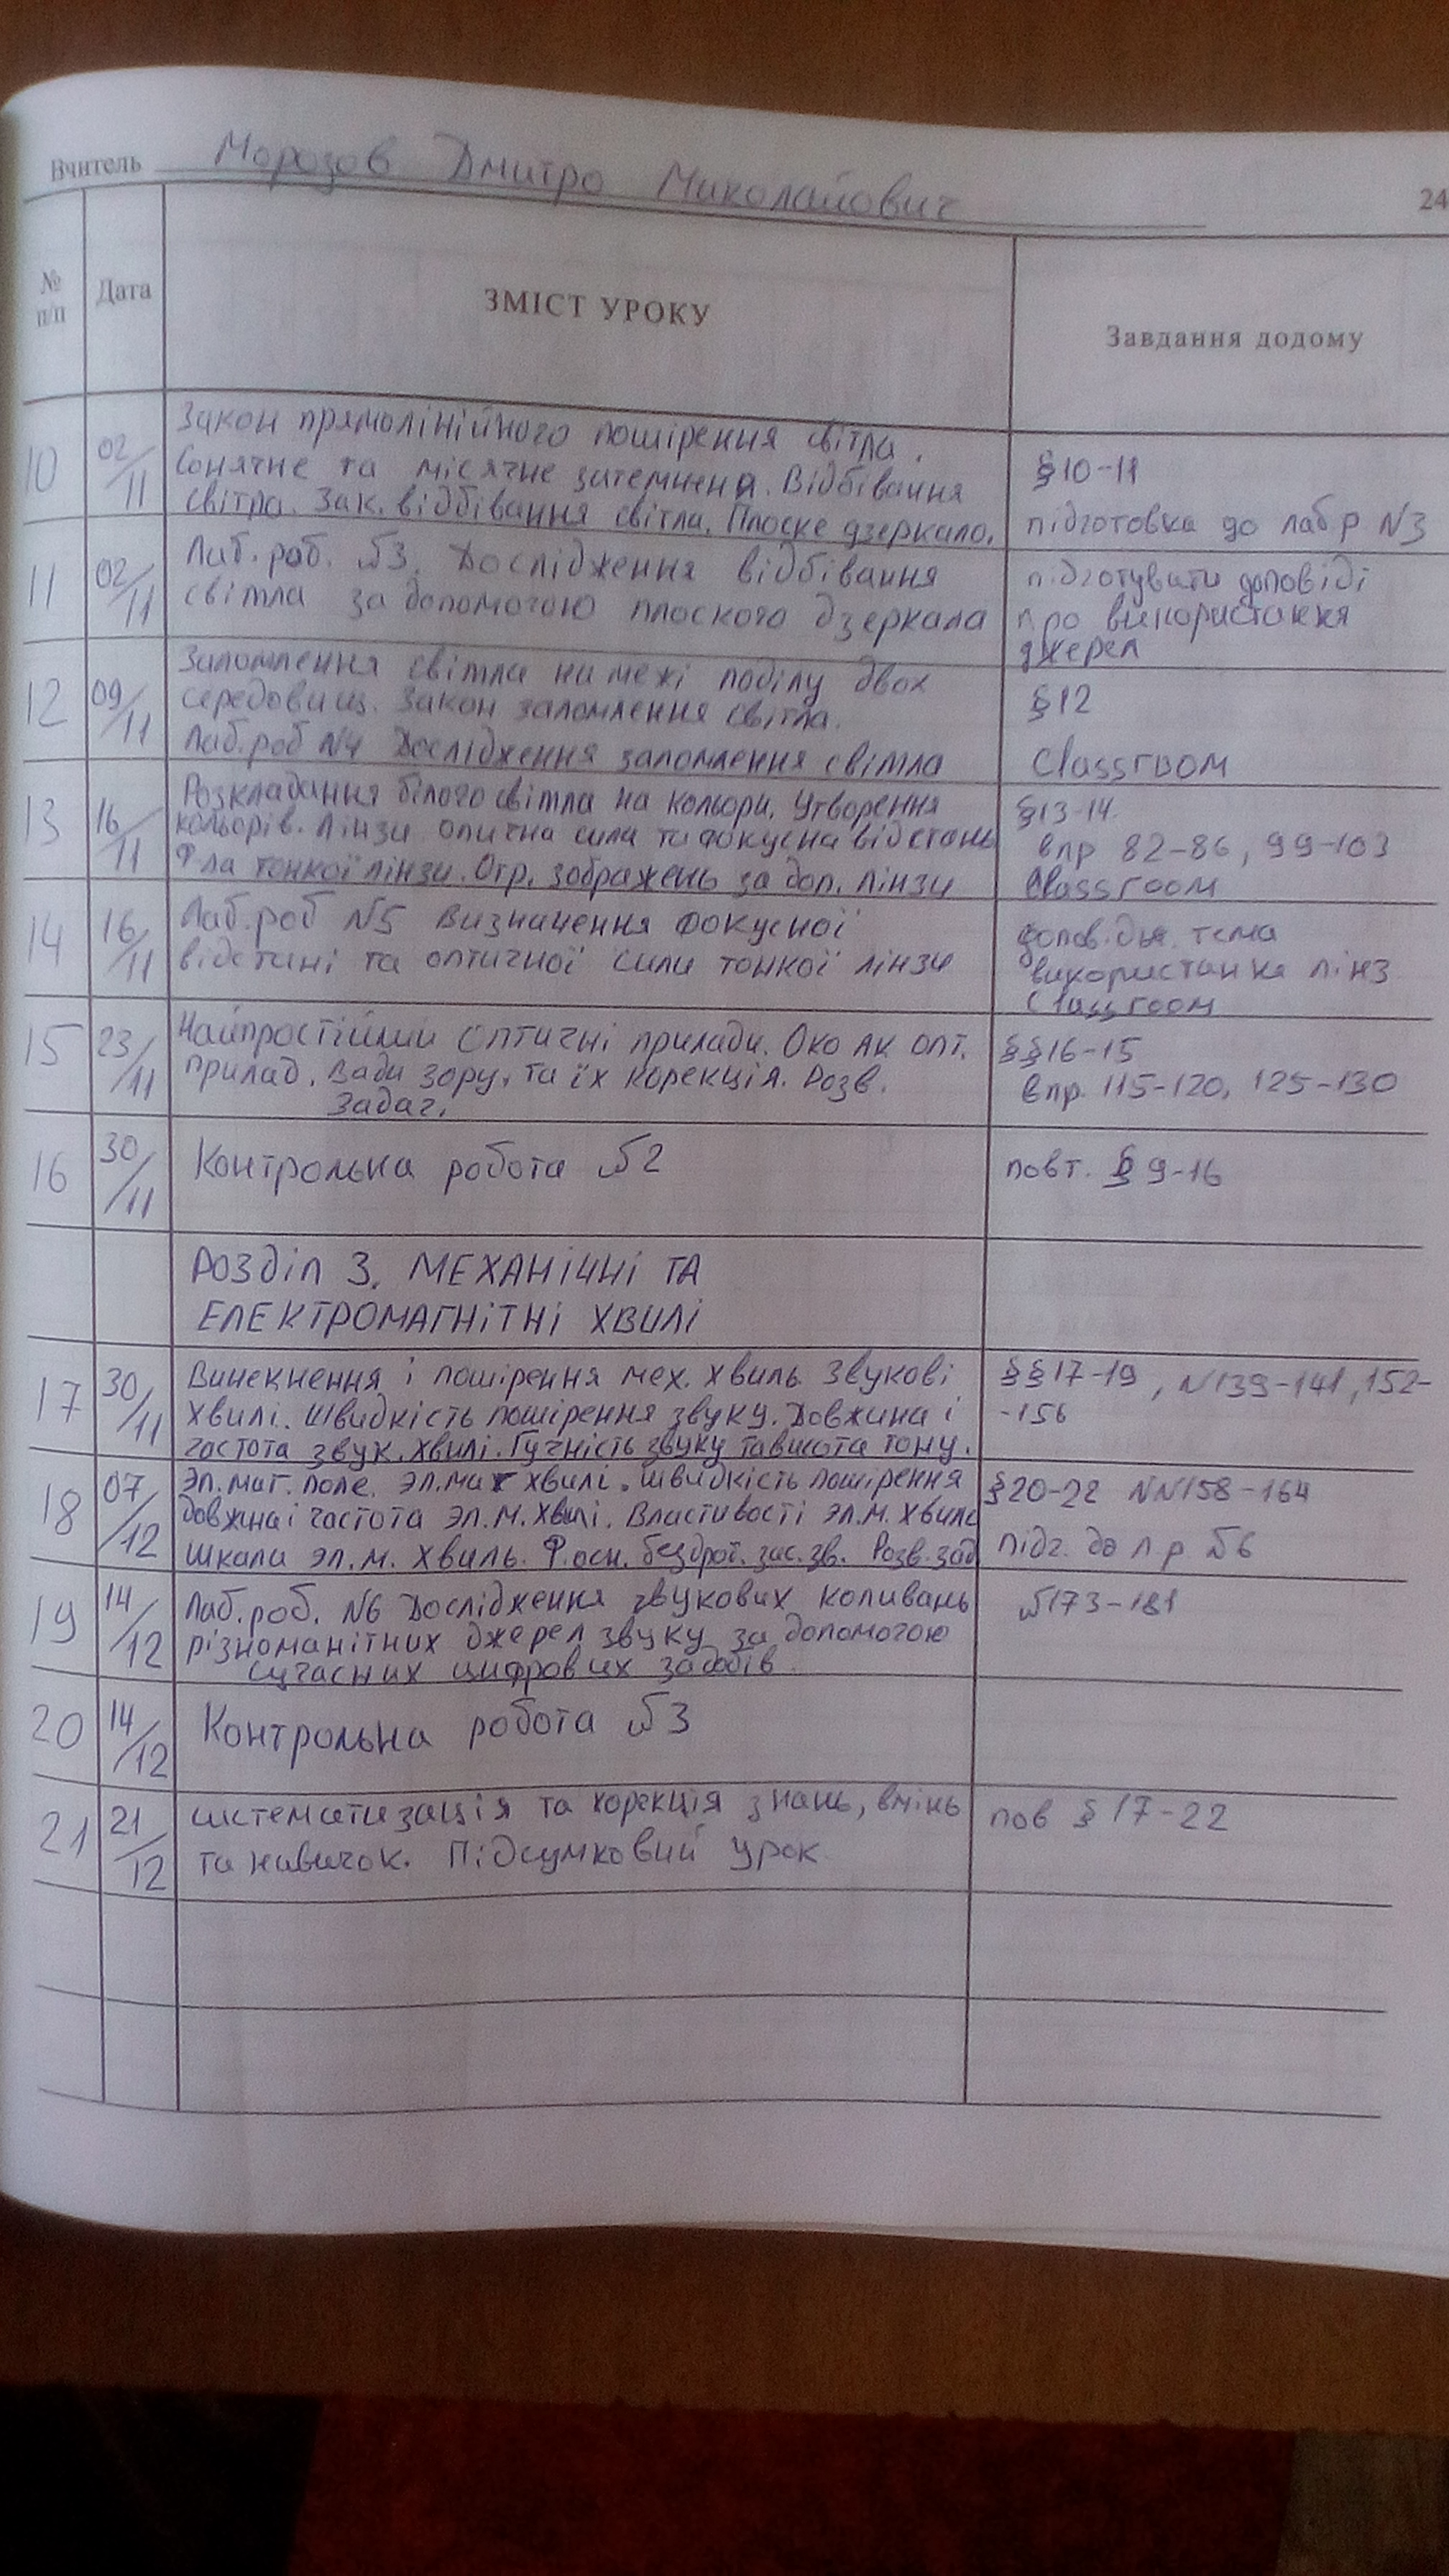 Вчитель Морозов Дмитро Миколайович
24
№ п/п
Дата
ЗМІСТ УРОКУ
Завдання додому
10
02/11
Закон прямолінійного поширення світла.
Сонячне та місячне затемнення. Відбівання
світла. Зак. відбівання світла. Плоске дзеркало.
§10-11
підготовка до лаб р N3
11
02/11
Лаб. роб. №3. Дослідження відбівання
світла за допомогою плоского дзеркала
підготувати доповіді
про використання
джерел
12
09/11
Заломлення світла на межі поділу двох
середовищ. Закон заломлення світла.
Лаб. роб N4 Дослідження заломлення світла
§12
Classroom
13
16/11
Розкладання білого світла на кольори. Утворення
кольорів. Лінзи оптична сила та фокусна відстань
Ф-ла тонкої лінзи. Отр. зображень за доп. лінзи
§13-14.
впр 82-86, 99-103
Classroom
14
16/11
Лаб. роб N5 Визначення фокусної
відстані та оптичної сили тонкої лінзи
допов. тема
використання лінз
Classroom
15
23/11
Найпростійши оптичні прилади. Око як опт.
прилад. Вади зору, та їх корекція. Розв.
задач.
§§16-15
впр. 115-120, 125-130
16
30/11
Контрольна робота №2
повт. § 9-16
Розділ 3. МЕХАНІЧНІ ТА
ЕЛЕКТРОМАГНІТНІ ХВИЛІ
17
30/11
Винекнення і поширення мех. хвиль Звукові
хвилі. Швидкість поширення звуку. Довжина і
частота звук. хвилі. Гучність звуку та висота тону.
§§17-19, N139-141, 152-
-156
18
07/12
Эл. маг. поле. Эл. маг хвилі. Швидкість поширення
довжина і частота эл. м. хвилі. Властивості эл. м. хвиль
шкала эл. м. хвиль. Ф. осн. бездрот. зас. зв. Розв. зад
§20-22 NN158-164
підг. до л р №6
19
14/12
Лаб. роб. N6 Дослідження звукових коливань
різноманітних джерел звуку за допомогою
сучасних цифрових засобів
№173-181
20
14/12
Контрольна робота №3
21
21/12
систематизація та корекція знань, вмінь
та навичок. Підсумковий урок
пов § 17-22